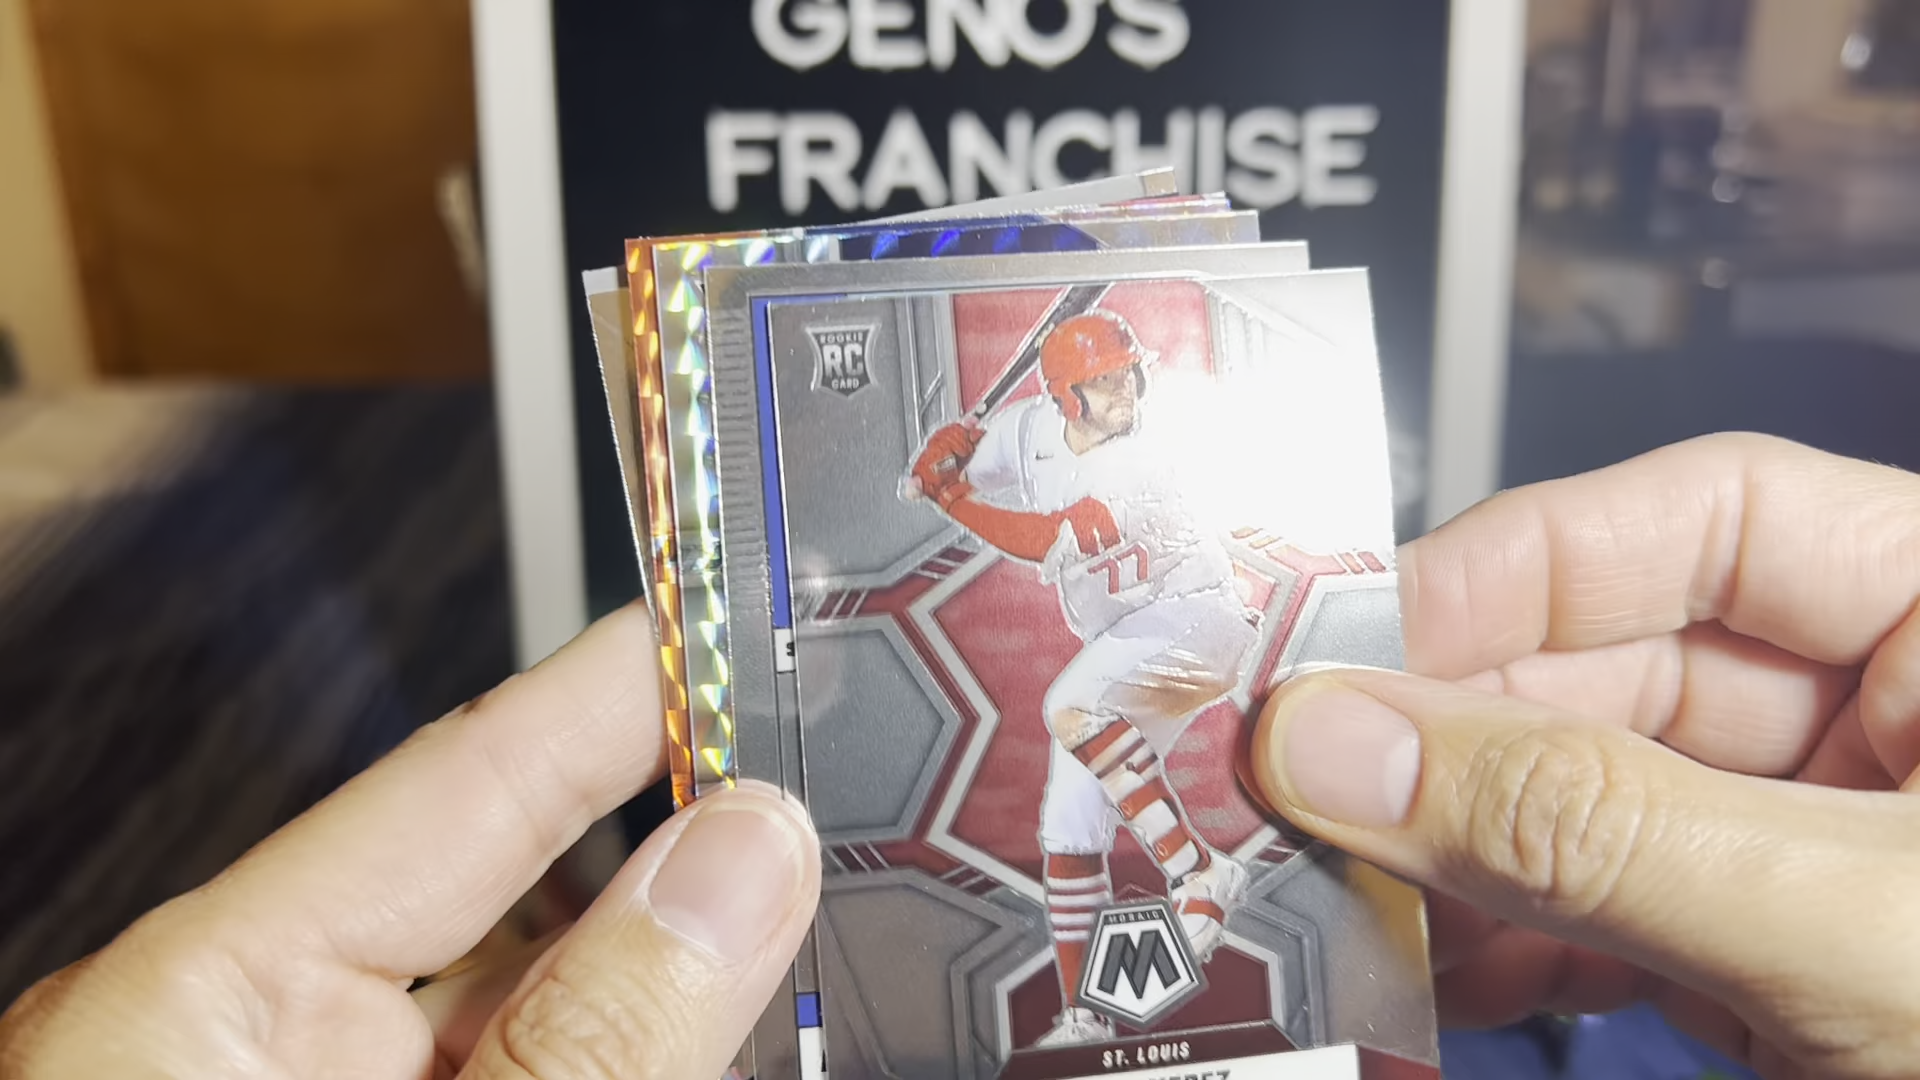 GENO'S
FRANCHISE
ROOKIE
RC
CARD
77
MOSAIC
M
ST. LOUIS